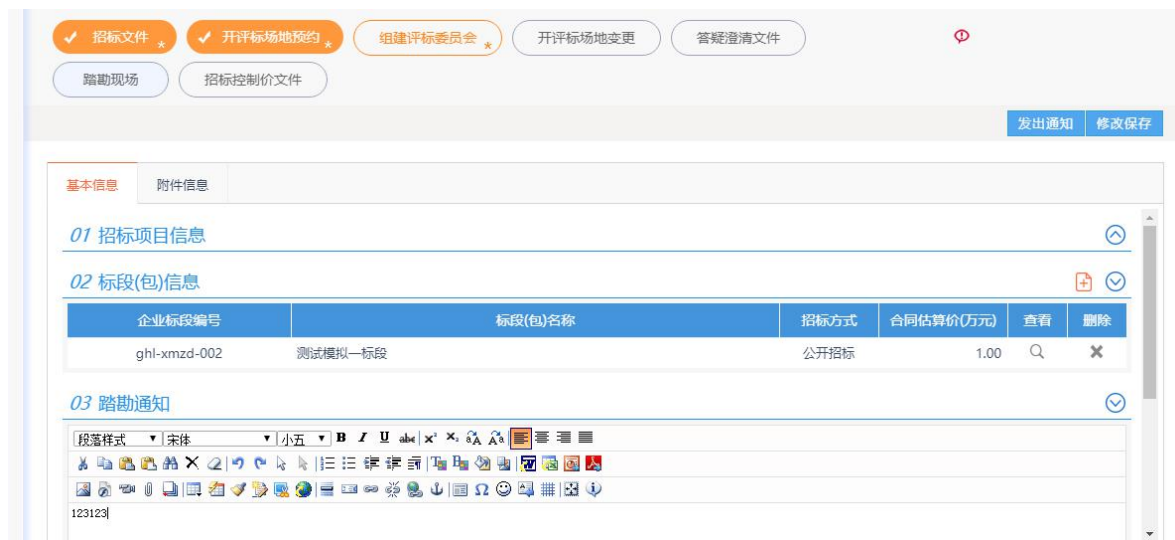 招标文件 * 开评标场地预约 * 组建评标委员会 * 开评标场地变更 答疑澄清文件
踏勘现场 招标控制价文件
发出通知 修改保存
基本信息 附件信息
01 招标项目信息
02 标段(包)信息
企业标段编号 标段(包)名称 招标方式 合同估算价(万元) 查看 删除
ghl-xmzd-002 测试模拟一标段 公开招标 1.00
03 踏勘通知
段落样式 宋体 小五 B I U abc x² x₂ aA Aa
123123